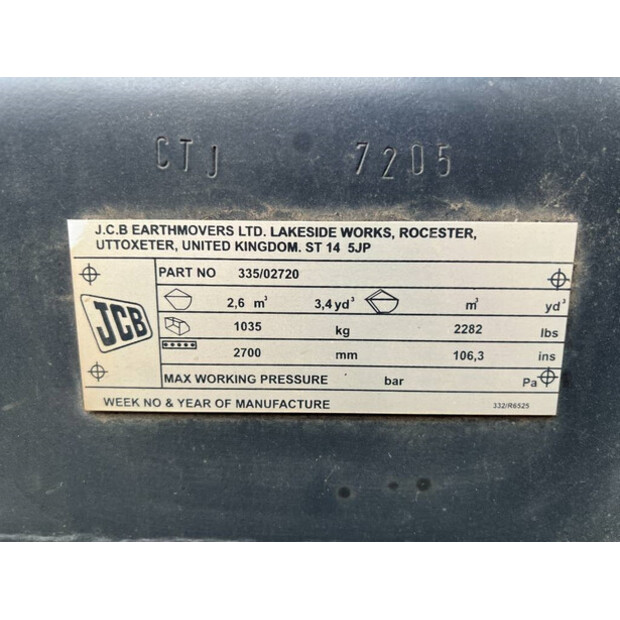 CTJ 7205
J.C.B EARTHMOVERS LTD. LAKESIDE WORKS, ROCESTER,
UTTOXETER, UNITED KINGDOM. ST 14 5JP
PART NO 335/02720
2,6 m³ 3,4 yd³ m³ yd³
JCB
1035 kg 2282 lbs
2700 mm 106,3 ins
MAX WORKING PRESSURE bar Pa
WEEK NO & YEAR OF MANUFACTURE 332/R6525